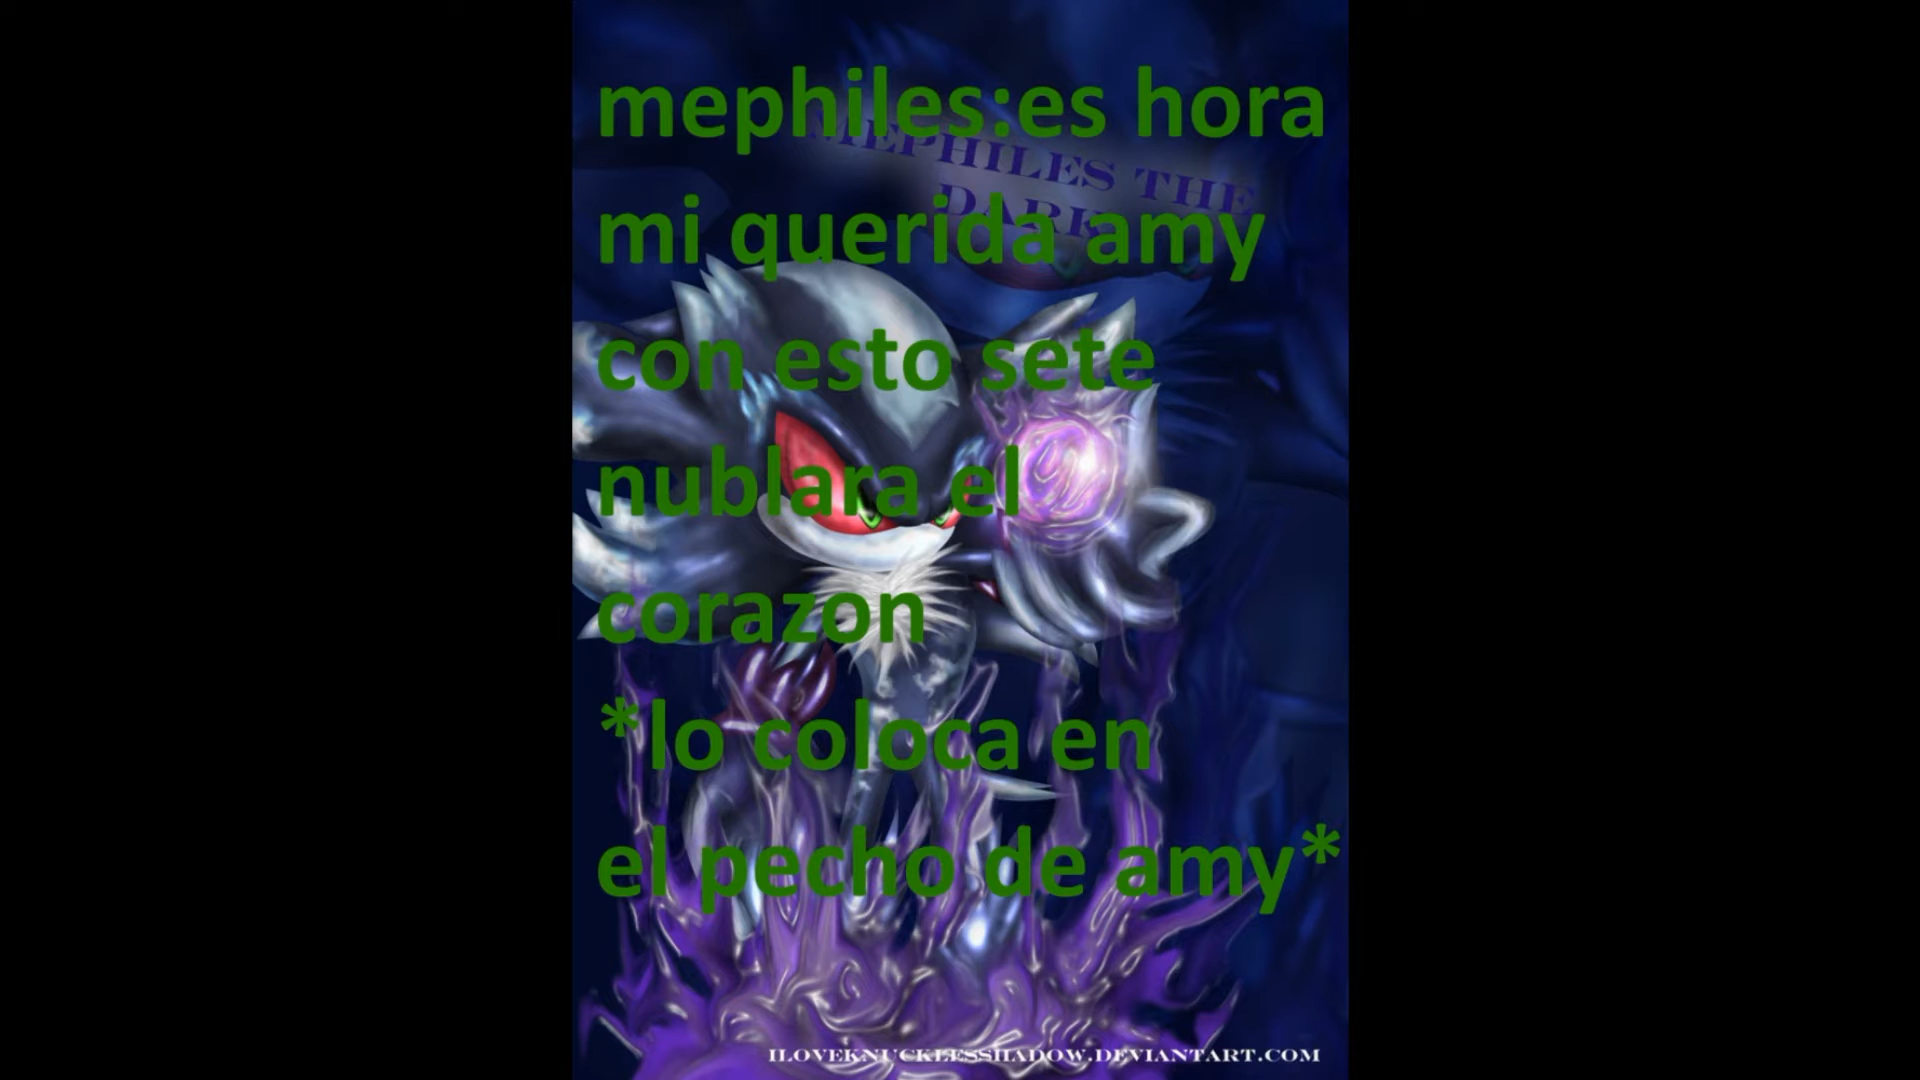 mephiles:es hora
MEPHILES THE
DARK
mi querida amy
con esto sete
nublara el
corazon
*lo coloca en
el pecho de amy*
ILOVEKNUCKLESSHADOW.DEVIANTART.COM